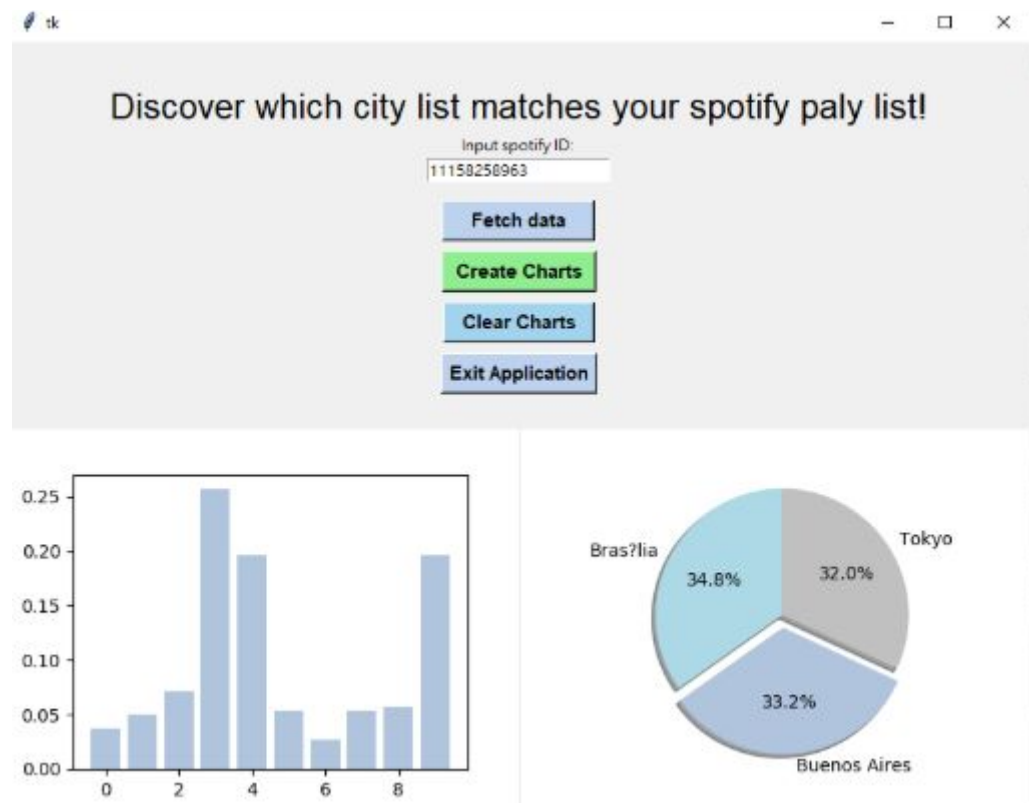 tk
Discover which city list matches your spotify paly list!
Input spotify ID:
11158258963
Fetch data
Create Charts
Clear Charts
Exit Application
0.25
0.20
0.15
0.10
0.05
0.00
0 2 4 6 8
Bras?lia
34.8%
Tokyo
32.0%
33.2%
Buenos Aires